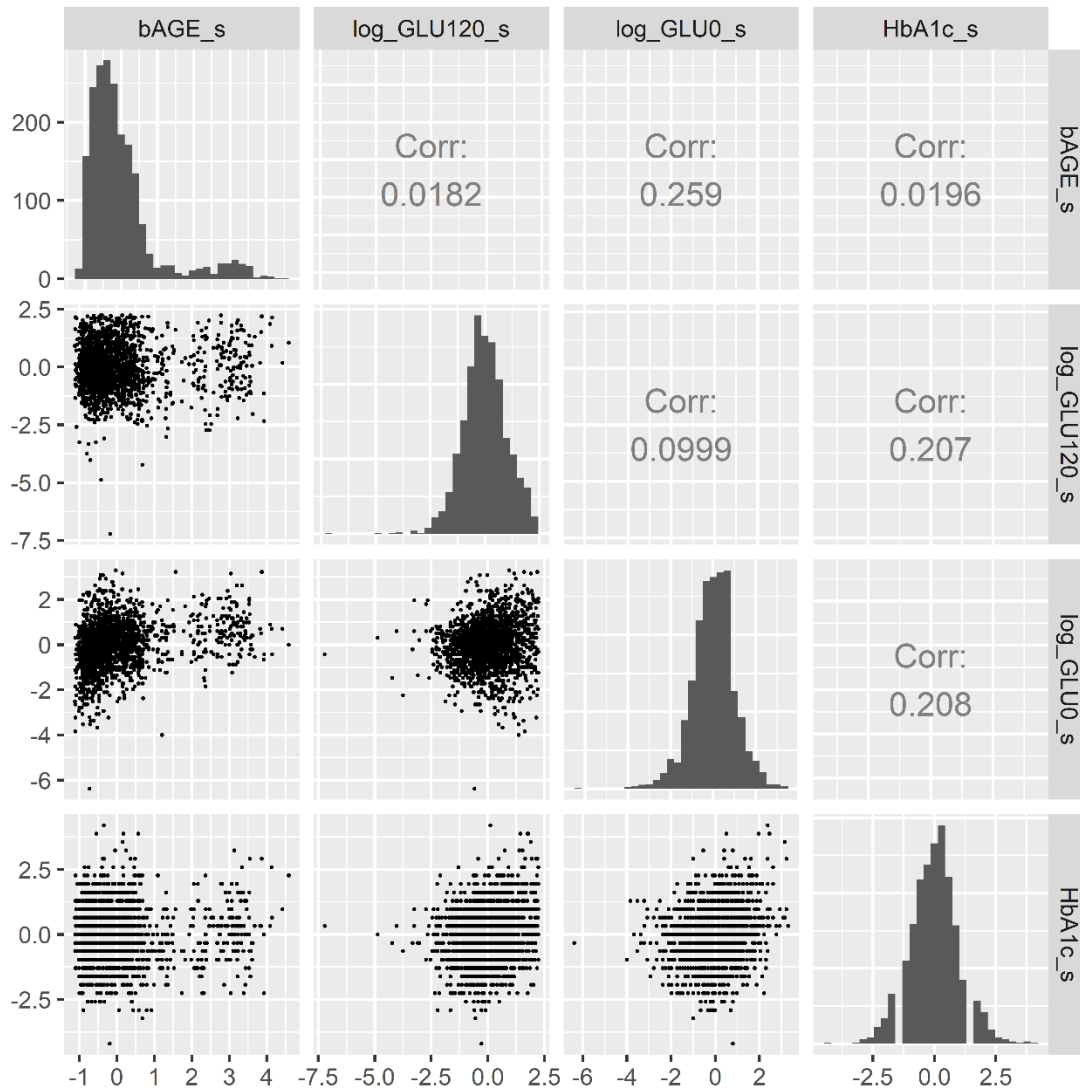 bAGE_s log_GLU120_s log_GLU0_s HbA1c_s
200
100
0
Corr:
0.0182
Corr:
0.259
Corr:
0.0196
bAGE_s
2.5
0.0
-2.5
-5.0
-7.5
Corr:
0.0999
Corr:
0.207
log_GLU120_s
2
0
-2
-4
-6
Corr:
0.208
log_GLU0_s
2.5
0.0
-2.5
HbA1c_s
-1 0 1 2 3 4 -7.5 -5.0 -2.5 0.0 2.5 -6 -4 -2 0 2 -2.5 0.0 2.5